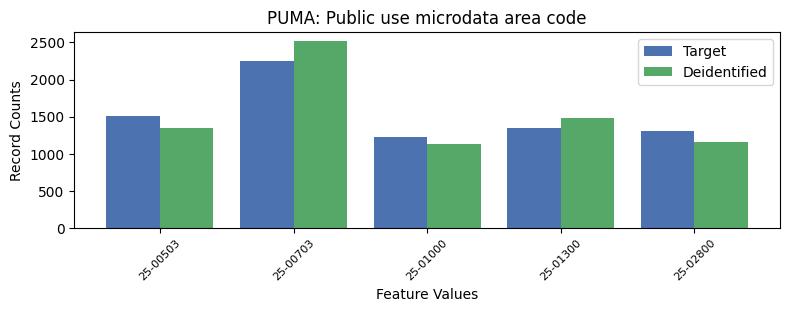 PUMA: Public use microdata area code
Target
Deidentified
Record Counts
2500
2000
1500
1000
500
0
25-00503
25-00703
25-01000
25-01300
25-02800
Feature Values